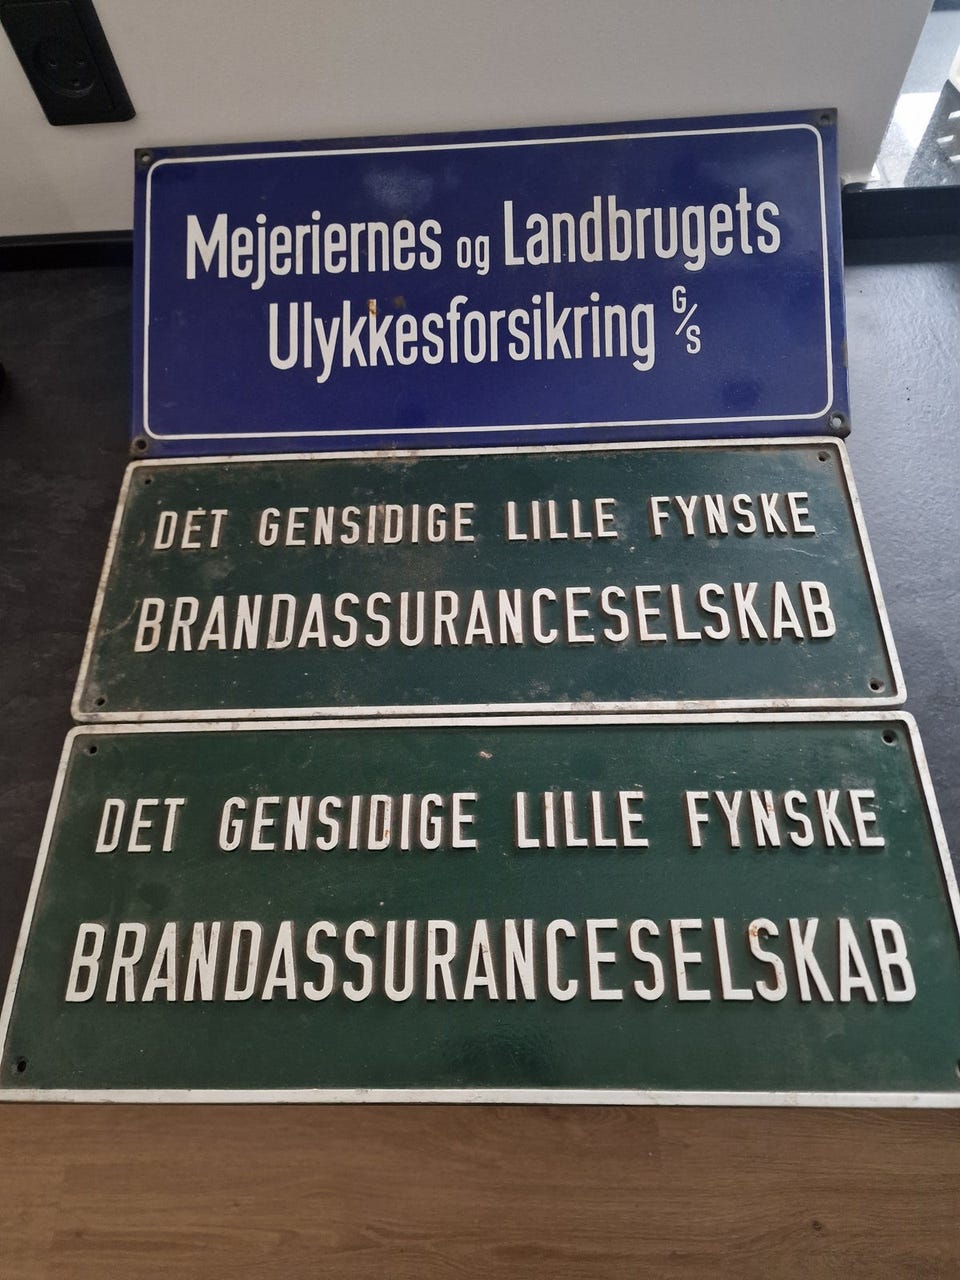 Mejeriernes og Landbrugets
Ulykkesforsikring G/S
DET GENSIDIGE LILLE FYNSKE
BRANDASSURANCESELSKAB
DET GENSIDIGE LILLE FYNSKE
BRANDASSURANCESELSKAB